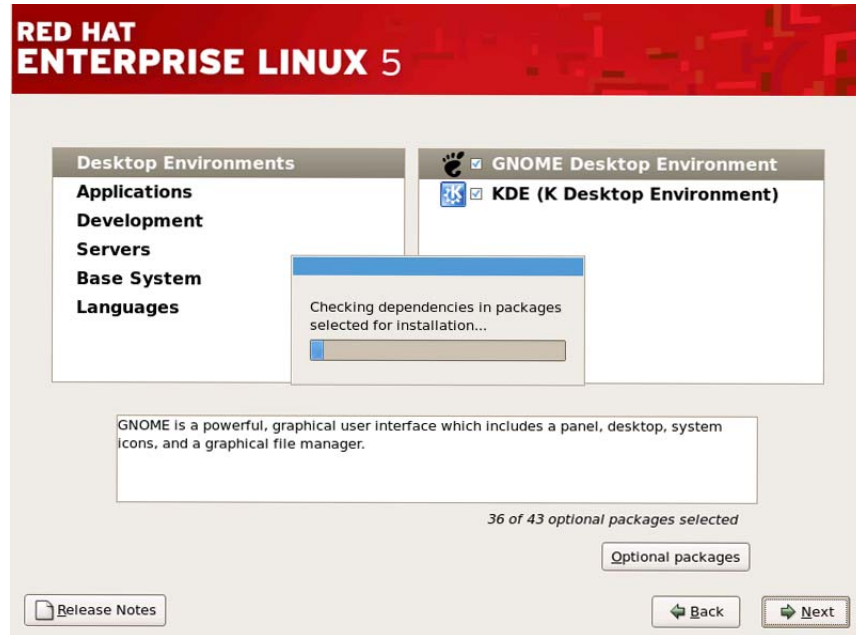 RED HAT
ENTERPRISE LINUX 5
Desktop Environments
Applications
Development
Servers
Base System
Languages
GNOME Desktop Environment
KDE (K Desktop Environment)
Checking dependencies in packages
selected for installation...
GNOME is a powerful, graphical user interface which includes a panel, desktop, system
icons, and a graphical file manager.
36 of 43 optional packages selected
Optional packages
Release Notes
Back
Next